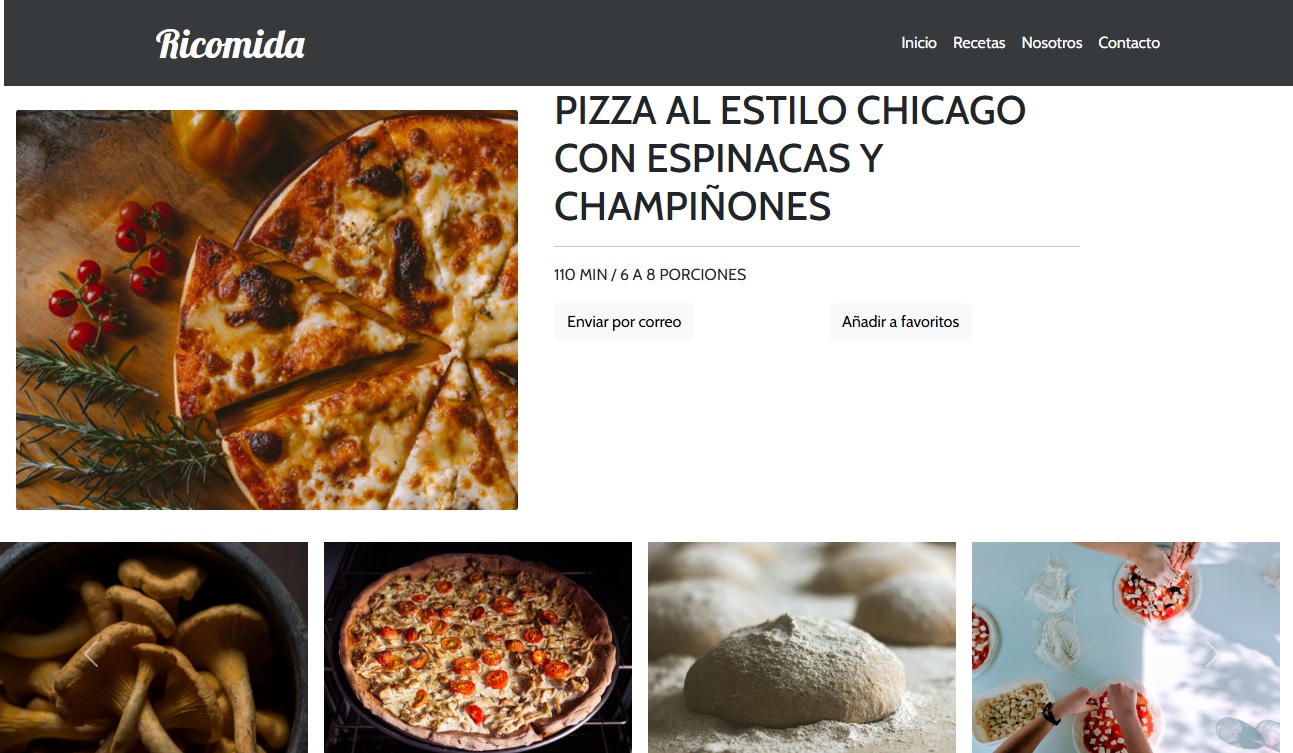 Ricomida
Inicio Recetas Nosotros Contacto
PIZZA AL ESTILO CHICAGO
CON ESPINACAS Y
CHAMPIÑONES
110 MIN / 6 A 8 PORCIONES
Enviar por correo
Añadir a favoritos